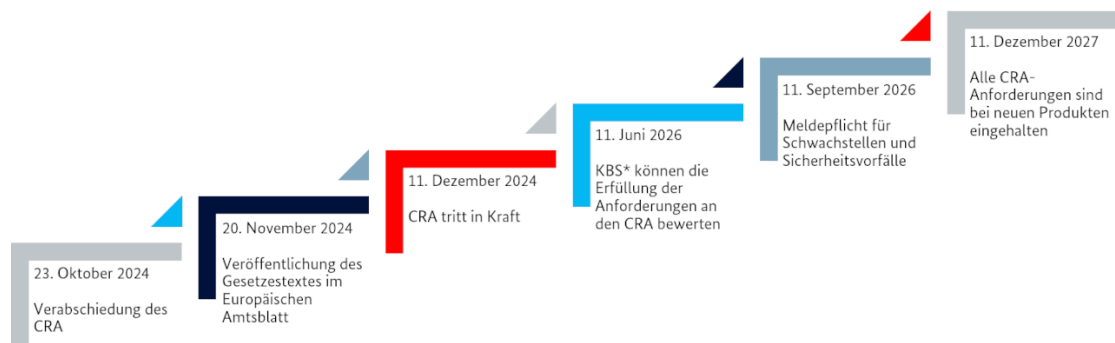 23. Oktober 2024
Verabschiedung des
CRA
20. November 2024
Veröffentlichung des
Gesetzestextes im
Europäischen
Amtsblatt
11. Dezember 2024
CRA tritt in Kraft
11. Juni 2026
KBS* können die
Erfüllung der
Anforderungen an
den CRA bewerten
11. September 2026
Meldepflicht für
Schwachstellen und
Sicherheitsvorfälle
11. Dezember 2027
Alle CRA-
Anforderungen sind
bei neuen Produkten
eingehalten